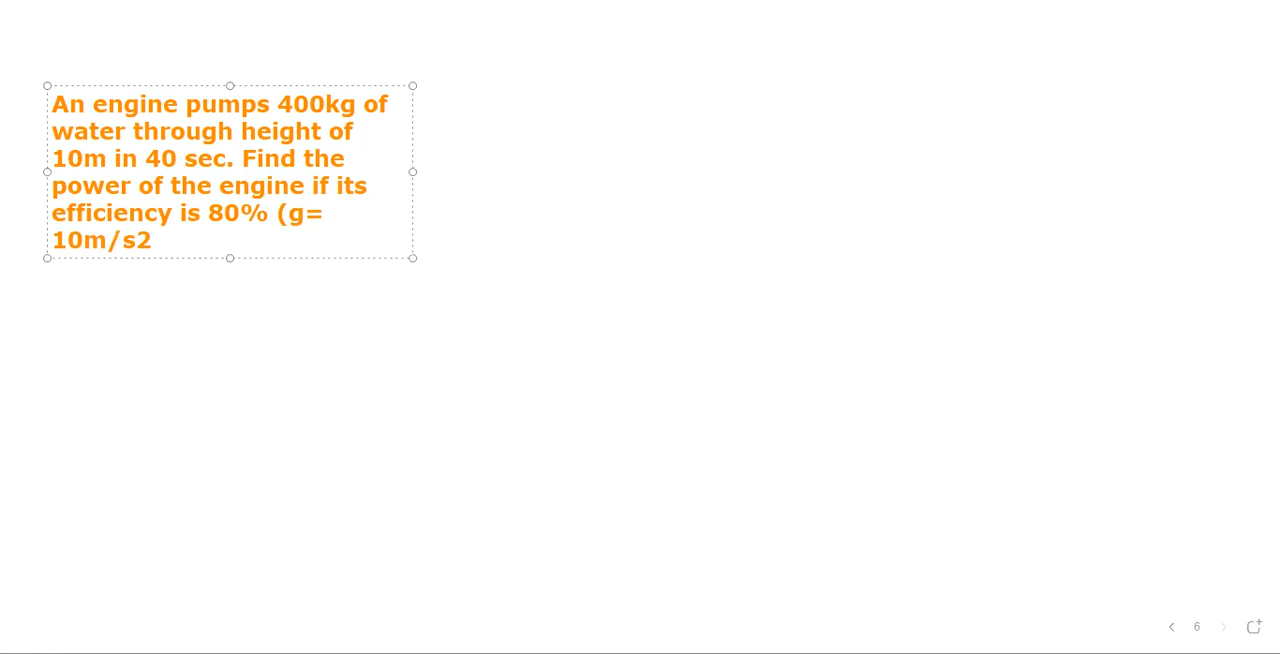 An engine pumps 400kg of
water through height of
10m in 40 sec. Find the
power of the engine if its
efficiency is 80% (g=
10m/s2
6